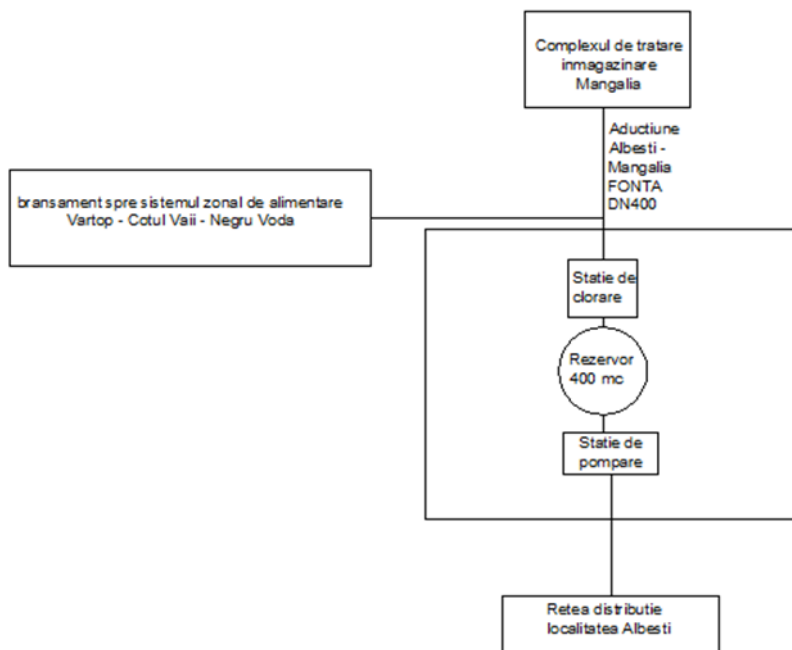 Complexul de tratare
inmagazinare
Mangalia
Aductiune
Albesti -
Mangalia
FONTA
DN400
bransament spre sistemul zonal de alimentare
Vartop - Cotul Vaii - Negru Voda
Statie de
clorare
Rezervor
400 mc
Statie de
pompare
Retea distributie
localitatea Albesti